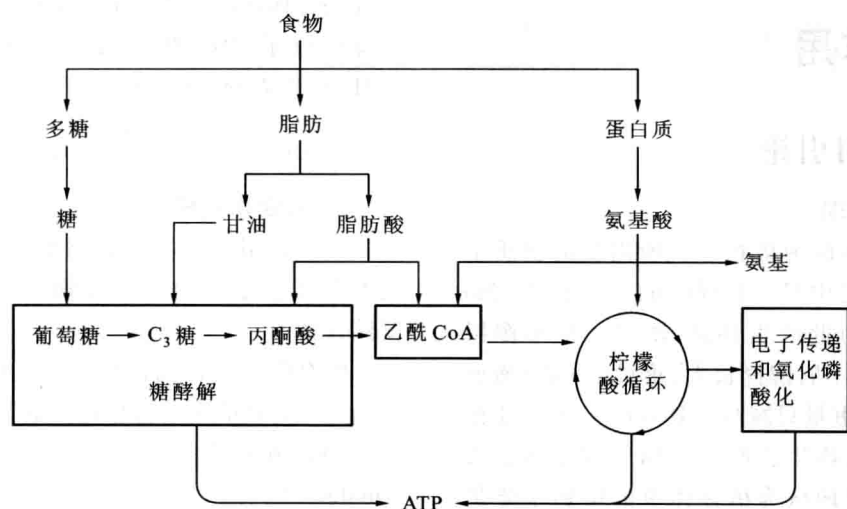 食物
多糖
脂肪
蛋白质
糖
甘油
脂肪酸
氨基酸
氨基
葡萄糖
C₃糖
丙酮酸
乙酰 CoA
柠檬
酸循环
电子传递
和氧化磷
酸化
糖酵解
ATP